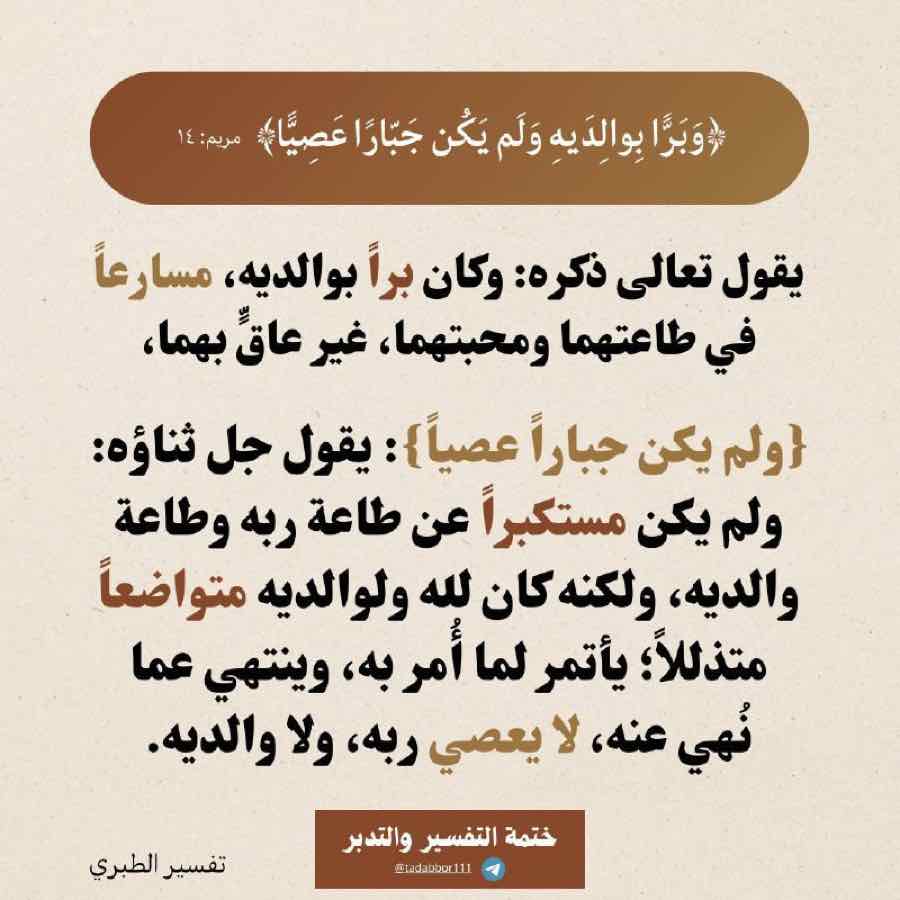 ﴿وَبَرًّا بِوالِدَيهِ وَلَم يَكُن جَبّارًا عَصِيًّا﴾ مريم: ١٤
يقول تعالى ذكره: وكان براً بوالديه، مسارعاً
في طاعتهما ومحبتهما، غير عاقٍّ بهما،
{ولم يكن جباراً عصياً}: يقول جل ثناؤه:
ولم يكن مستكبراً عن طاعة ربه وطاعة
والديه، ولكنه كان لله ولوالديه متواضعاً
متذللاً؛ يأتمر لما أُمر به، وينتهي عما
نُهي عنه، لا يعصي ربه، ولا والديه.
ختمة التفسير والتدبر
@tadabbor111
تفسير الطبري